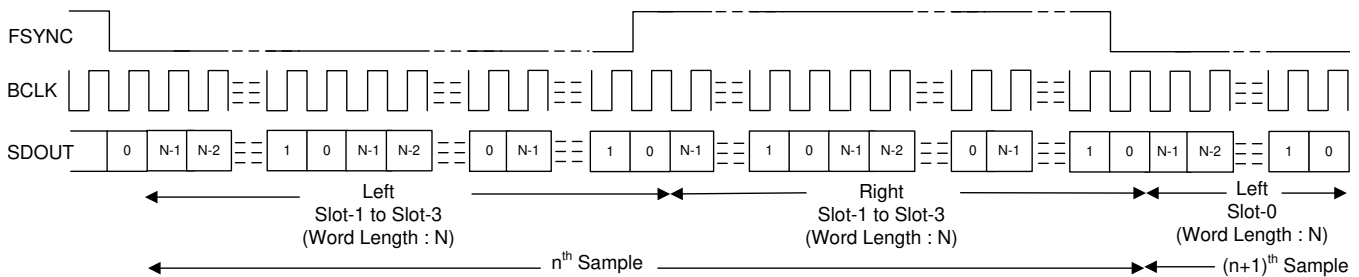 FSYNC
BCLK
SDOUT 0 N-1 N-2 1 0 N-1 N-2 0 N-1 1 0 N-1 1 0 N-1 N-2 0 N-1 1 0 N-1 N-2 1 0
Left Right Left
Slot-1 to Slot-3 Slot-1 to Slot-3 Slot-0
(Word Length : N) (Word Length : N) (Word Length : N)
nth Sample (n+1)th Sample